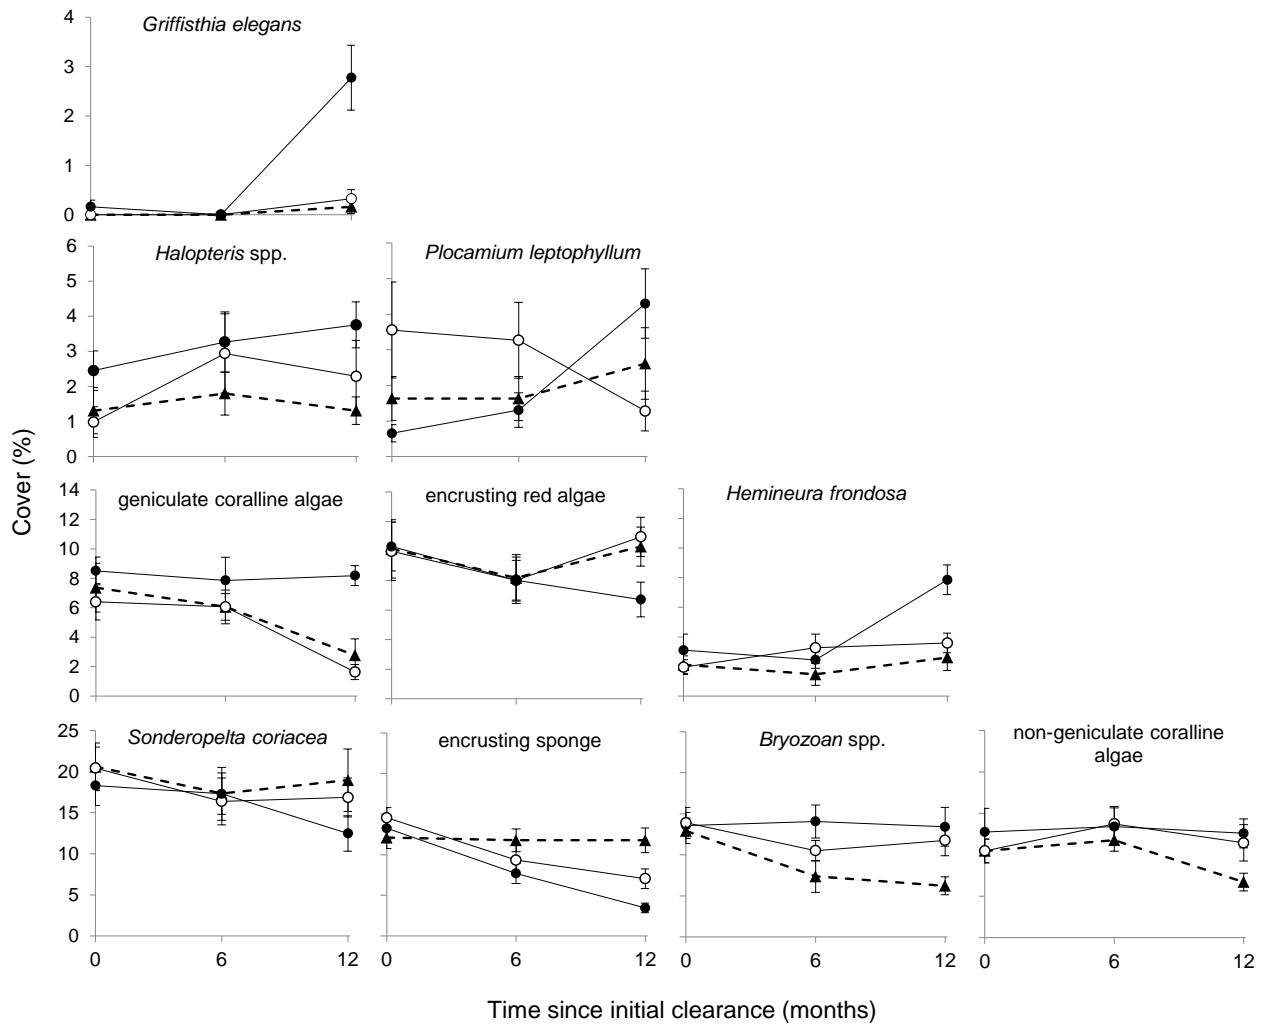 Griffisthia elegans
4
3
2
1
0
Halopteris spp.
Plocamium leptophyllum
6
5
4
3
2
1
0
geniculate coralline algae
encrusting red algae
Hemineura frondosa
14
12
10
8
6
4
2
0
Sonderopelta coriacea
encrusting sponge
Bryozoan spp.
non-geniculate coralline
algae
25
20
15
10
5
0
0 6 12
0 6 12
0 6 12
0 6 12
Cover (%)
Time since initial clearance (months)